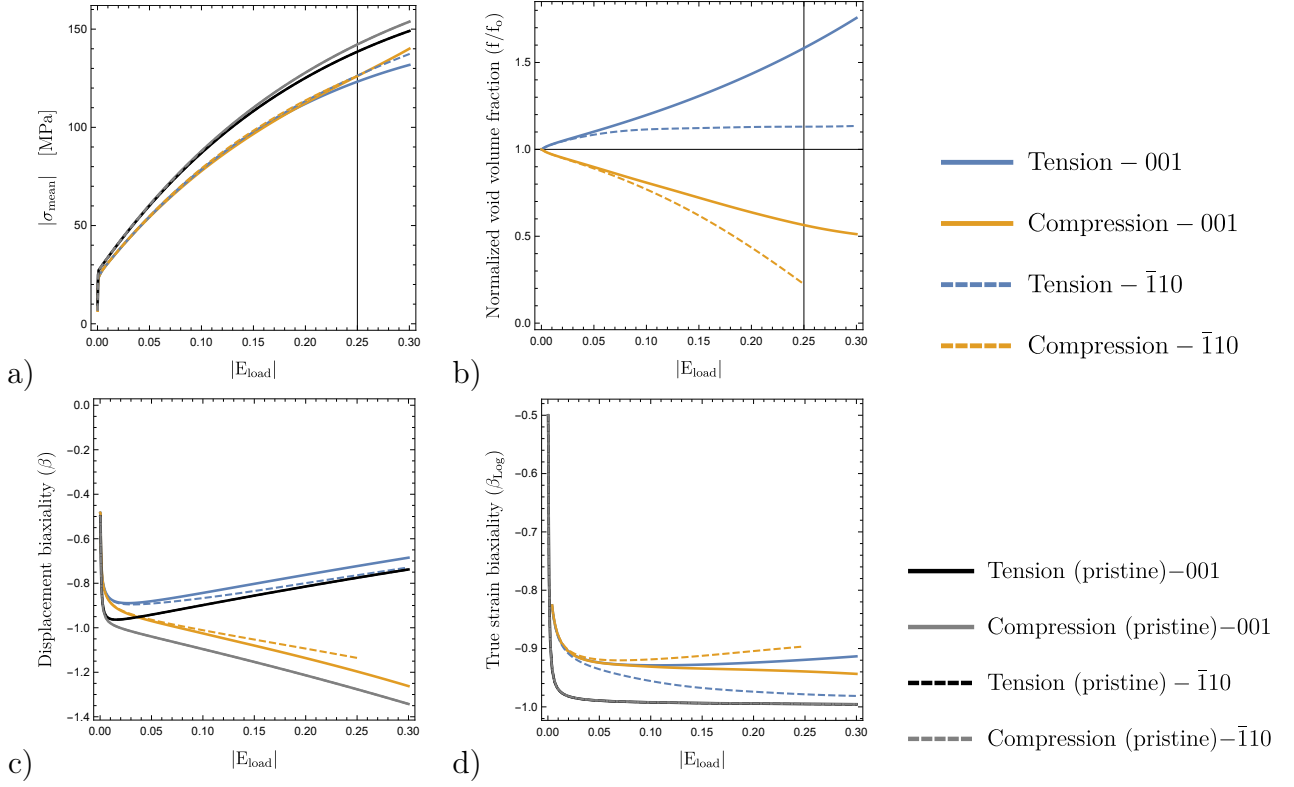 |σmean| [MPa]
150
100
50
0
0.00 0.05 0.10 0.15 0.20 0.25 0.30
|Eload|
a)
Normalized void volume fraction (f/fo)
1.5
1.0
0.5
0.0
0.00 0.05 0.10 0.15 0.20 0.25 0.30
|Eload|
b)
Tension − 001
Compression − 001
Tension − 1̅10
Compression − 1̅10
Displacement biaxiality (β)
0.0
−0.2
−0.4
−0.6
−0.8
−1.0
−1.2
−1.4
0.00 0.05 0.10 0.15 0.20 0.25 0.30
|Eload|
c)
True strain biaxiality (βLog)
−0.5
−0.6
−0.7
−0.8
−0.9
−1.0
0.00 0.05 0.10 0.15 0.20 0.25 0.30
|Eload|
d)
Tension (pristine)−001
Compression (pristine)−001
Tension (pristine) − 1̅10
Compression (pristine)−1̅10